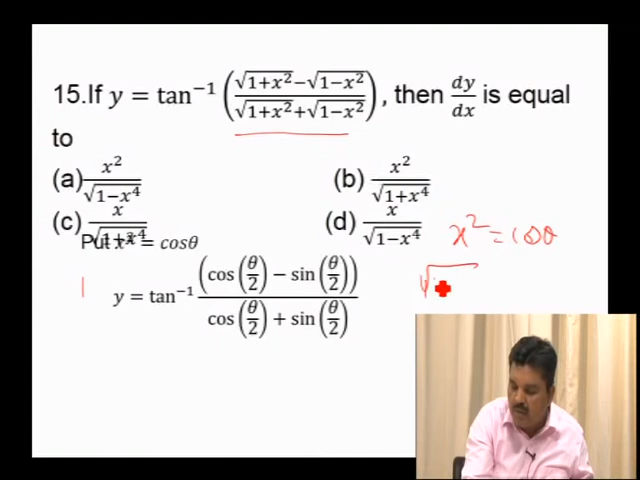 15.If y = tan⁻¹ ( (√1+x² − √1−x²) / (√1+x² + √1−x²) ), then dy/dx is equal
to
(a) x²/√1−x⁴ (b) x²/√1+x⁴
(c) x/√1+x⁴ (d) x/√1−x⁴
Put x² = cosθ
x² = cosθ
y = tan⁻¹ (cos(θ/2) − sin(θ/2)) / cos(θ/2) + sin(θ/2)
√